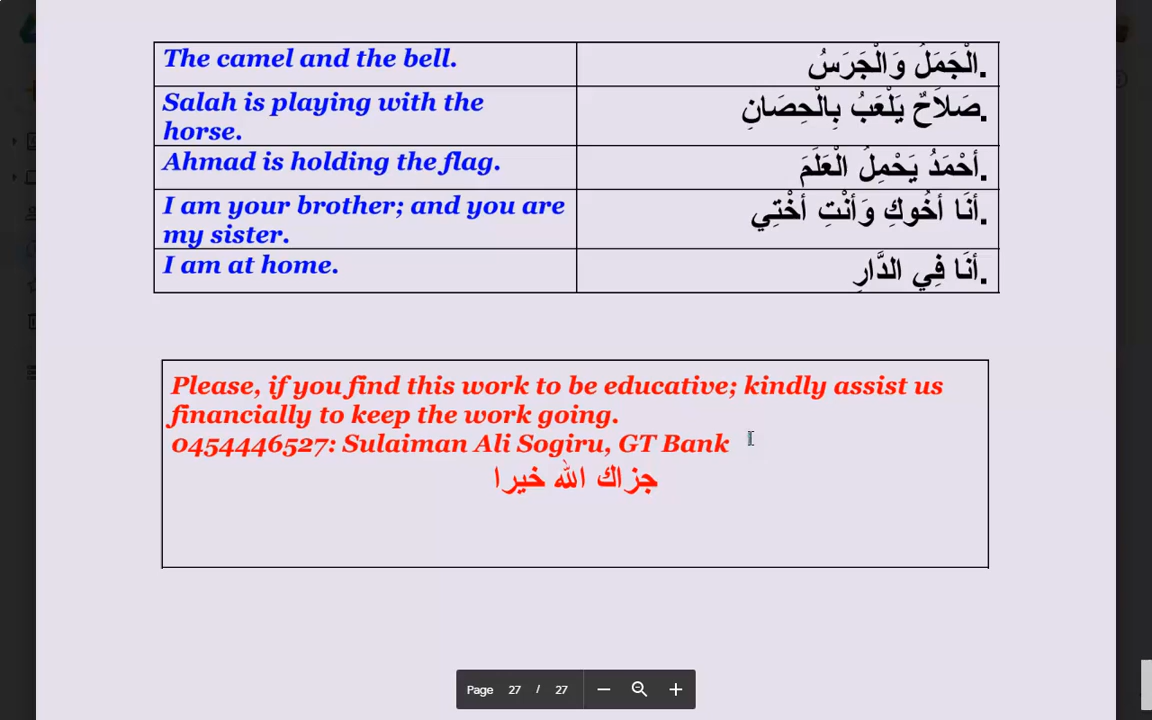 The camel and the bell.
الْجَمَلُ وَالْجَرَسُ.
Salah is playing with the
horse.
صَلاَحٌ يَلْعَبُ بِالْحِصَانِ.
Ahmad is holding the flag.
أحْمَدُ يَحْمِلُ الْعَلَمَ.
I am your brother; and you are
my sister.
أنَا أخُوكِ وَأنْتِ أخْتِي.
I am at home.
أنَا فِي الدَّارِ.
Please, if you find this work to be educative; kindly assist us
financially to keep the work going.
0454446527: Sulaiman Ali Sogiru, GT Bank
جزاك الله خيرا
Page 27 / 27